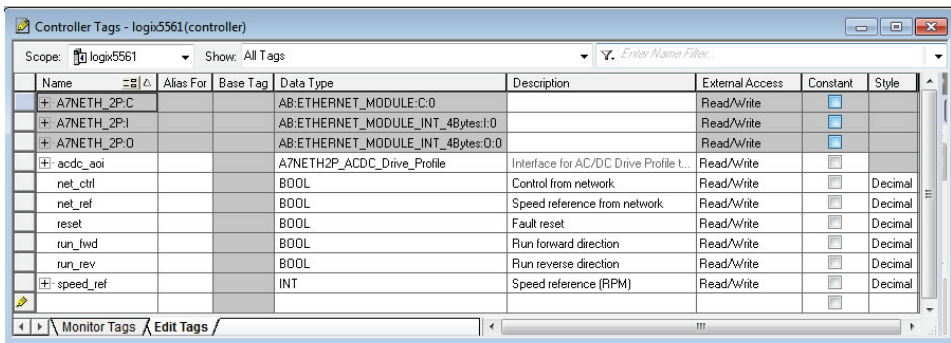 Controller Tags - logix5561(controller)
Scope: logix5561 Show: All Tags Enter Name Filter...
Name Alias For Base Tag Data Type Description External Access Constant Style
A7NETH_2P:C AB:ETHERNET_MODULE:C:0 Read/Write
A7NETH_2P:I AB:ETHERNET_MODULE_INT_4Bytes:I:0 Read/Write
A7NETH_2P:O AB:ETHERNET_MODULE_INT_4Bytes:O:0 Read/Write
acdc_aoi A7NETH2P_ACDC_Drive_Profile Interface for AC/DC Drive Profile t... Read/Write
net_ctrl BOOL Control from network Read/Write Decimal
net_ref BOOL Speed reference from network Read/Write Decimal
reset BOOL Fault reset Read/Write Decimal
run_fwd BOOL Run forward direction Read/Write Decimal
run_rev BOOL Run reverse direction Read/Write Decimal
speed_ref INT Speed reference (RPM) Read/Write Decimal
Monitor Tags Edit Tags